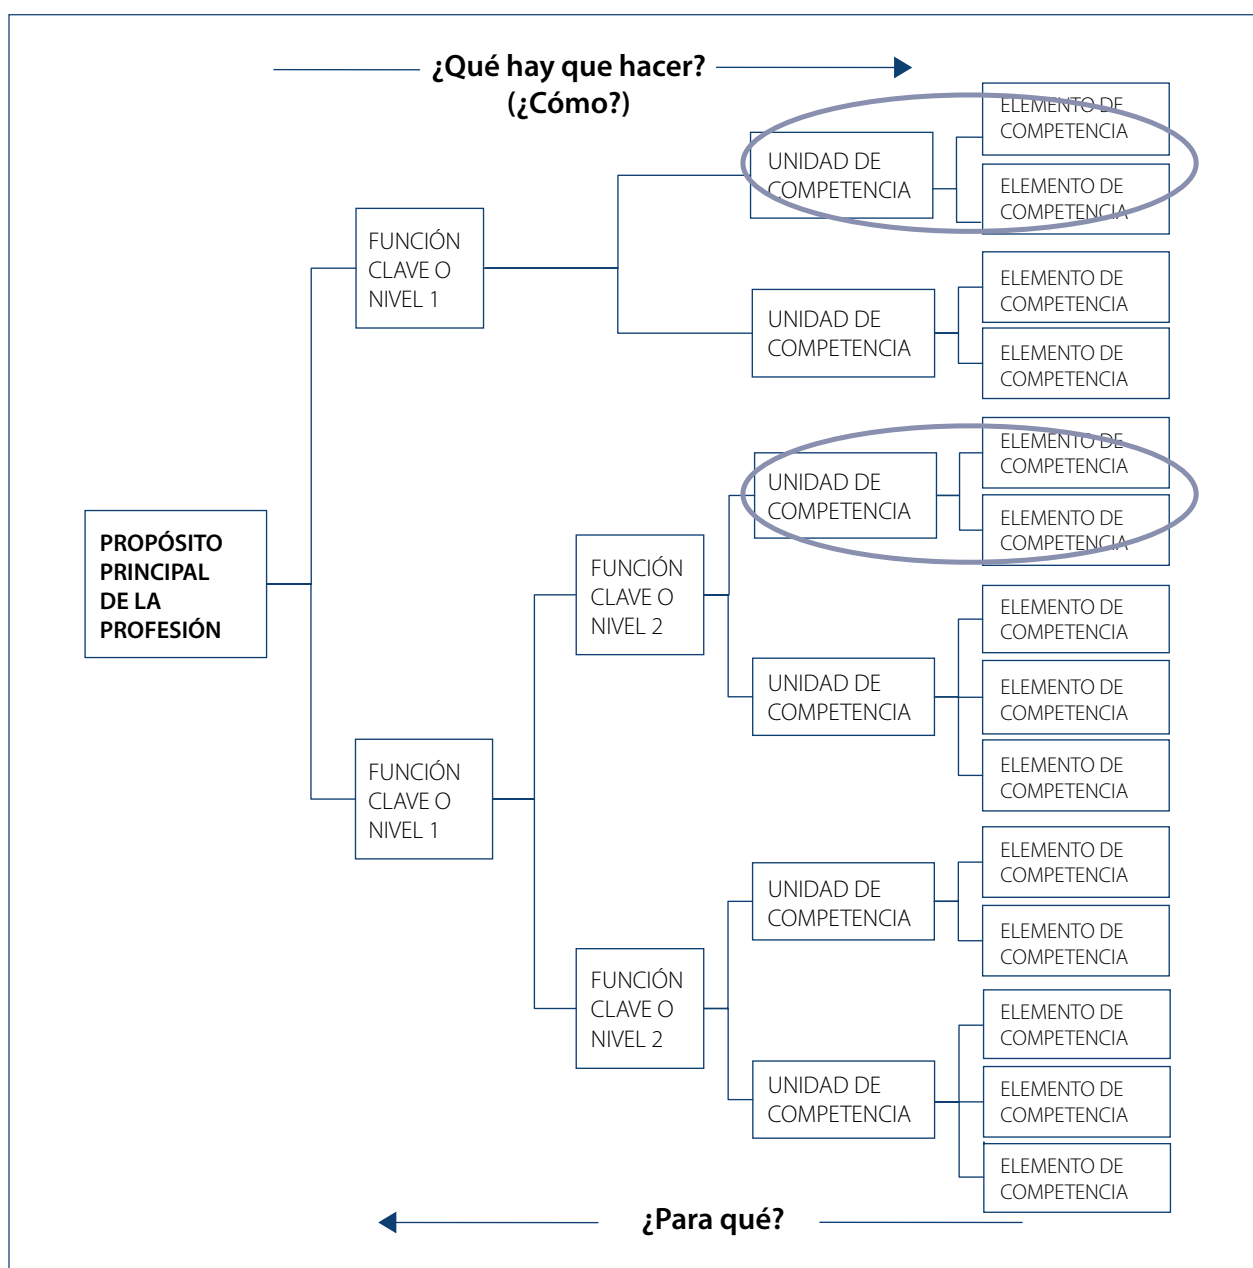 ¿Qué hay que hacer?
(¿Cómo?)
ELEMENTO DE
COMPETENCIA
UNIDAD DE
COMPETENCIA
ELEMENTO DE
COMPETENCIA
FUNCIÓN
CLAVE O
NIVEL 1
ELEMENTO DE
COMPETENCIA
UNIDAD DE
COMPETENCIA
ELEMENTO DE
COMPETENCIA
ELEMENTO DE
COMPETENCIA
UNIDAD DE
COMPETENCIA
ELEMENTO DE
COMPETENCIA
PROPÓSITO
PRINCIPAL
DE LA
PROFESIÓN
FUNCIÓN
CLAVE O
NIVEL 2
ELEMENTO DE
COMPETENCIA
UNIDAD DE
COMPETENCIA
ELEMENTO DE
COMPETENCIA
ELEMENTO DE
COMPETENCIA
FUNCIÓN
CLAVE O
NIVEL 1
ELEMENTO DE
COMPETENCIA
UNIDAD DE
COMPETENCIA
ELEMENTO DE
COMPETENCIA
FUNCIÓN
CLAVE O
NIVEL 2
ELEMENTO DE
COMPETENCIA
UNIDAD DE
COMPETENCIA
ELEMENTO DE
COMPETENCIA
ELEMENTO DE
COMPETENCIA
¿Para qué?